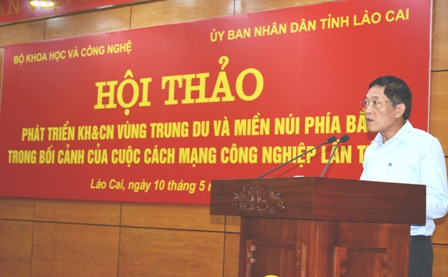 BỘ KHOA HỌC VÀ CÔNG NGHỆ
ỦY BAN NHÂN DÂN TỈNH LÀO CAI
HỘI THẢO
PHÁT TRIỂN KH&CN VÙNG TRUNG DU VÀ MIỀN NÚI PHÍA BẮ
TRONG BỐI CẢNH CỦA CUỘC CÁCH MẠNG CÔNG NGHIỆP LẦN
Lào Cai, ngày 10 tháng 5